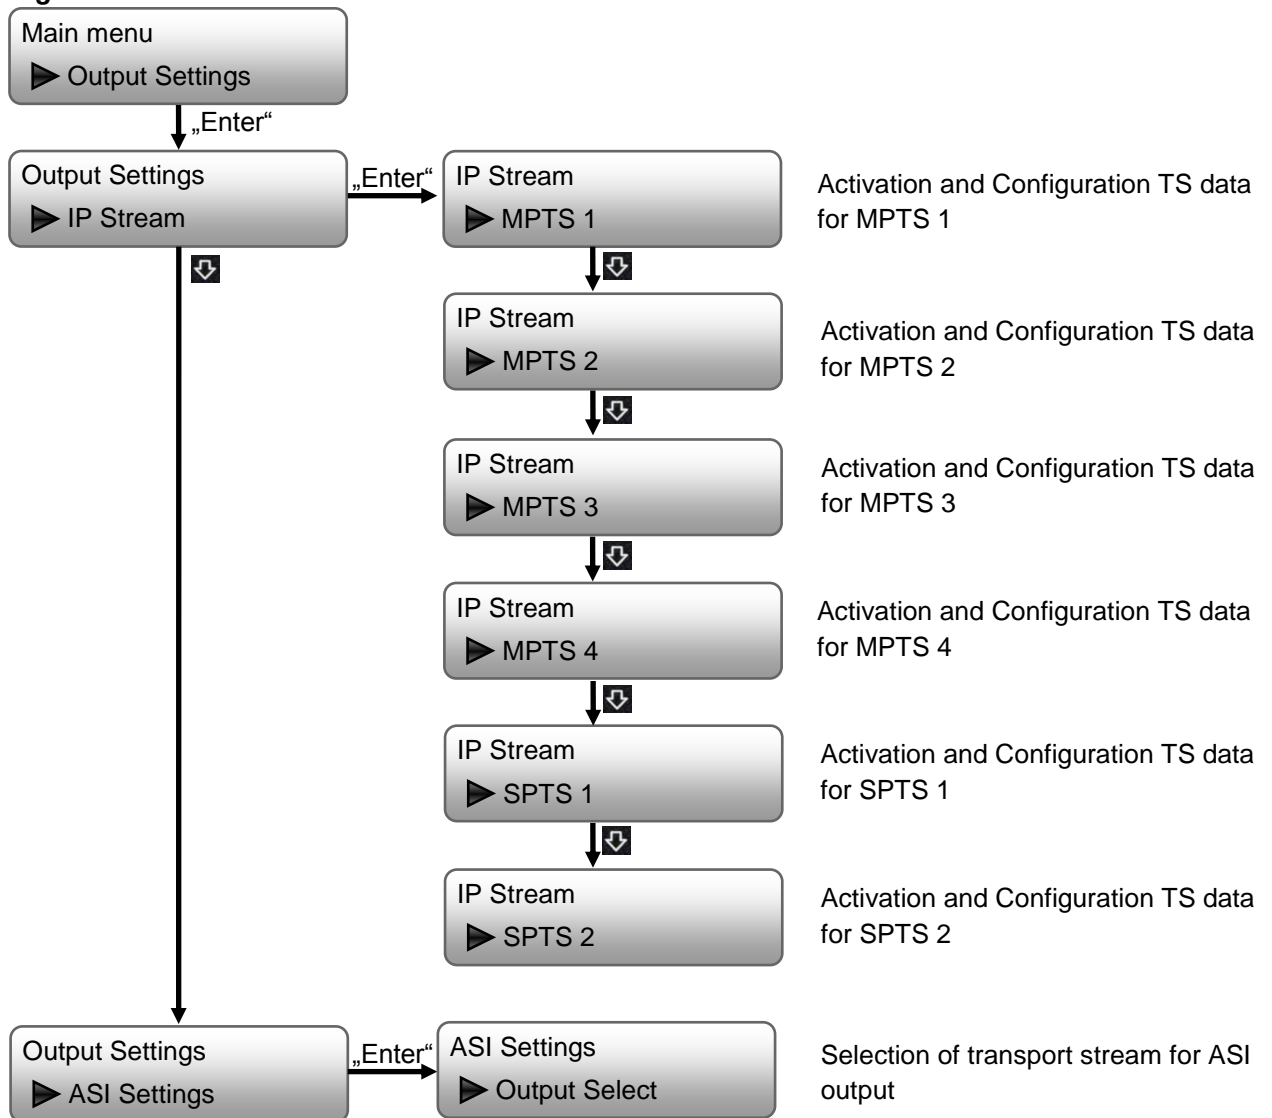 Main menu
Output Settings
„Enter“
Output Settings
IP Stream
„Enter“
IP Stream
MPTS 1
Activation and Configuration TS data
for MPTS 1
IP Stream
MPTS 2
Activation and Configuration TS data
for MPTS 2
IP Stream
MPTS 3
Activation and Configuration TS data
for MPTS 3
IP Stream
MPTS 4
Activation and Configuration TS data
for MPTS 4
IP Stream
SPTS 1
Activation and Configuration TS data
for SPTS 1
IP Stream
SPTS 2
Activation and Configuration TS data
for SPTS 2
Output Settings
ASI Settings
„Enter“
ASI Settings
Output Select
Selection of transport stream for ASI
output